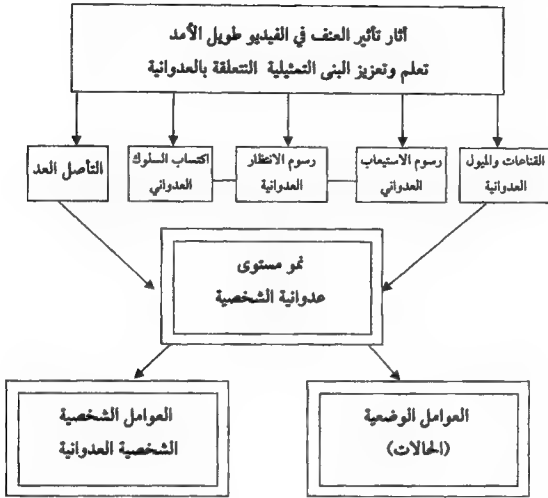 أثار تأثير العنف في الفيديو طويل الأمد
تعلم وتعزيز البنى التمثيلية المتعلقة بالعدوانية
القناعات والميول
العدوانية
رسوم الاستيعاب
العدواني
رسوم الانتظار
العدوانية
اكتساب السلوك
العدواني
التأصل العد
نمو مستوى
عدوانية الشخصية
العوامل الوضعية
(الحالات)
العوامل الشخصية
الشخصية العدوانية